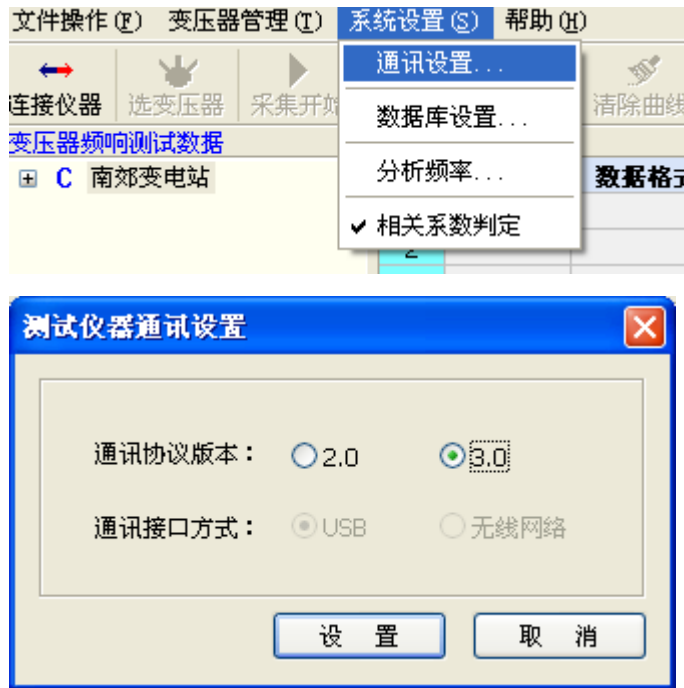 文件操作(F) 变压器管理(T) 系统设置(S) 帮助(H)
连接仪器 选变压器 采集开始 清除曲线
通讯设置...
数据库设置...
分析频率...
✔相关系数判定
变压器频响测试数据
C 南郊变电站
数据格式
2
测试仪器通讯设置
通讯协议版本: 2.0 3.0
通讯接口方式: USB 无线网络
设 置 取 消